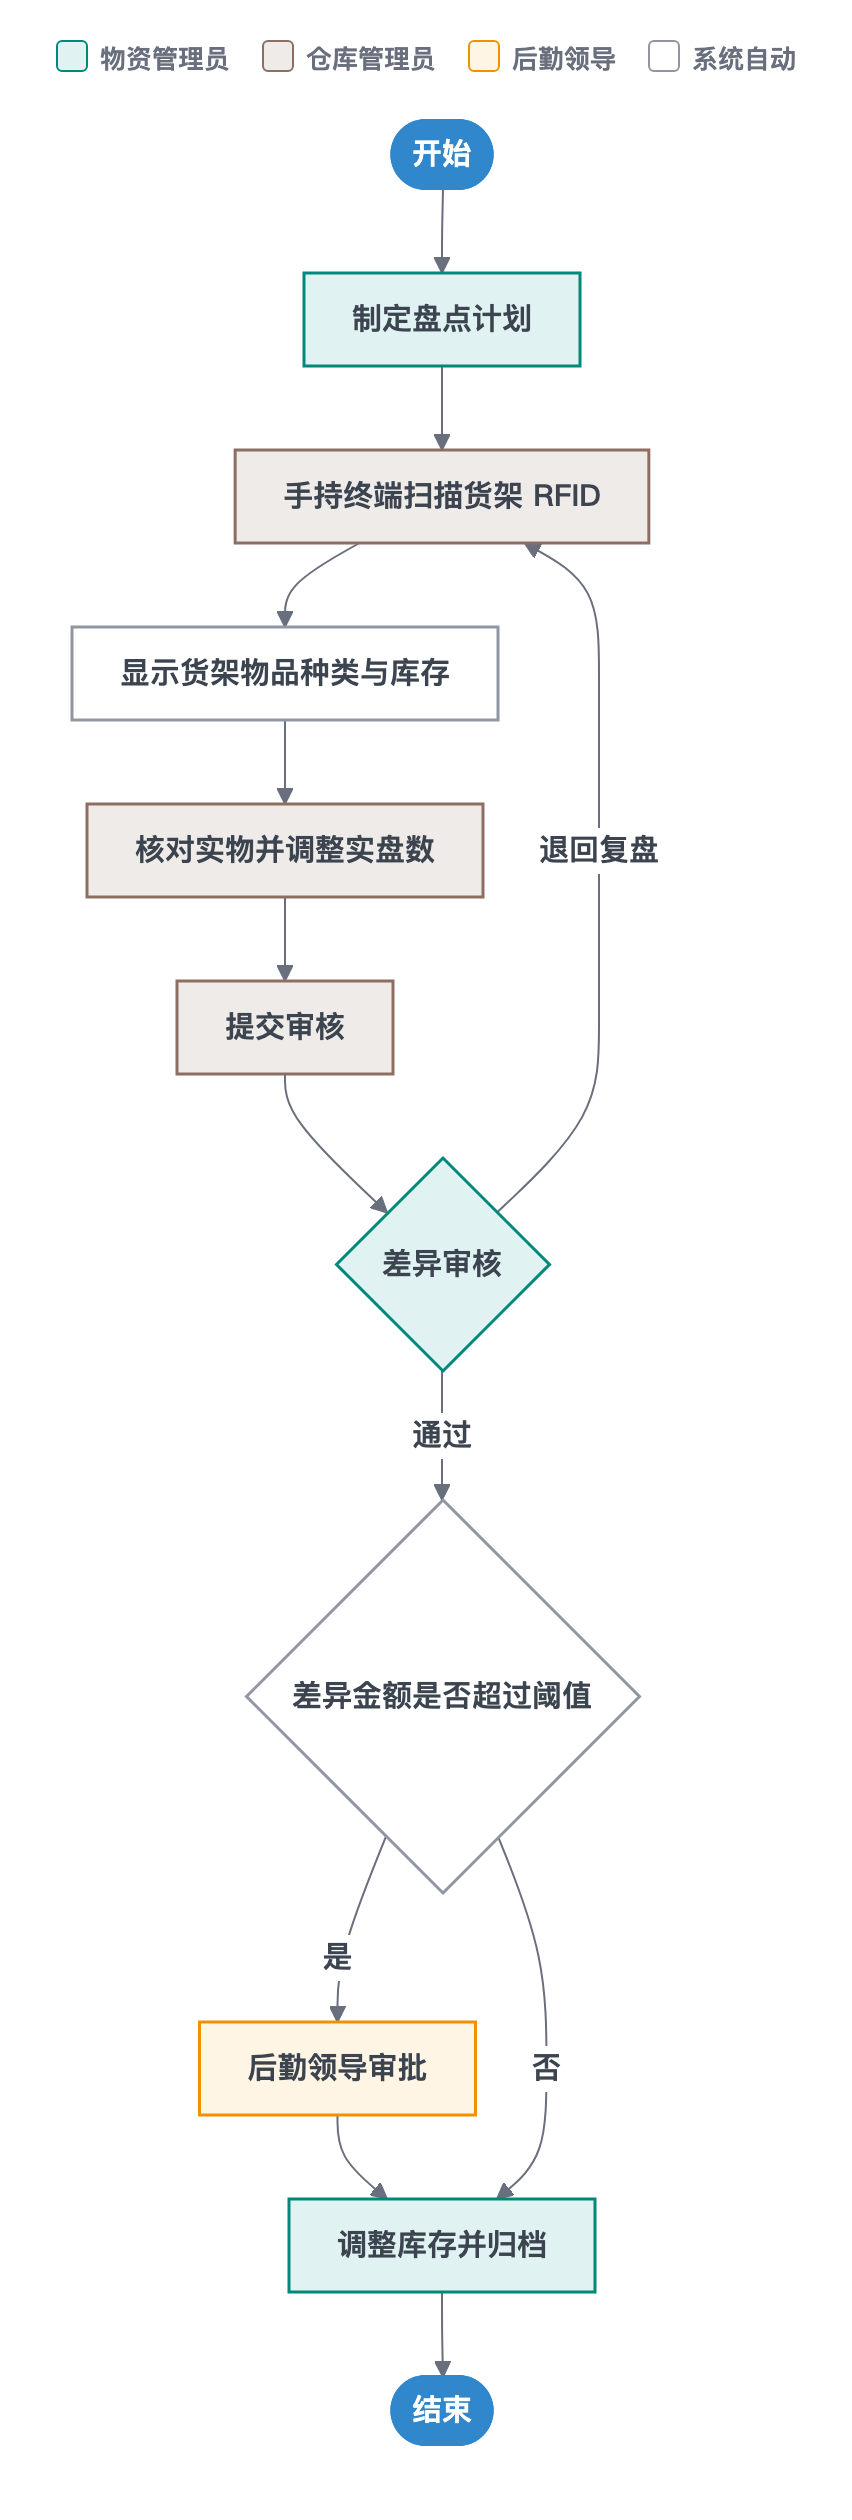 物资管理员 仓库管理员 后勤领导 系统自动
开始
制定盘点计划
手持终端扫描货架 RFID
显示货架物品种类与库存
核对实物并调整实盘数
退回复盘
提交审核
差异审核
通过
差异金额是否超过阈值
是
后勤领导审批
否
调整库存并归档
结束